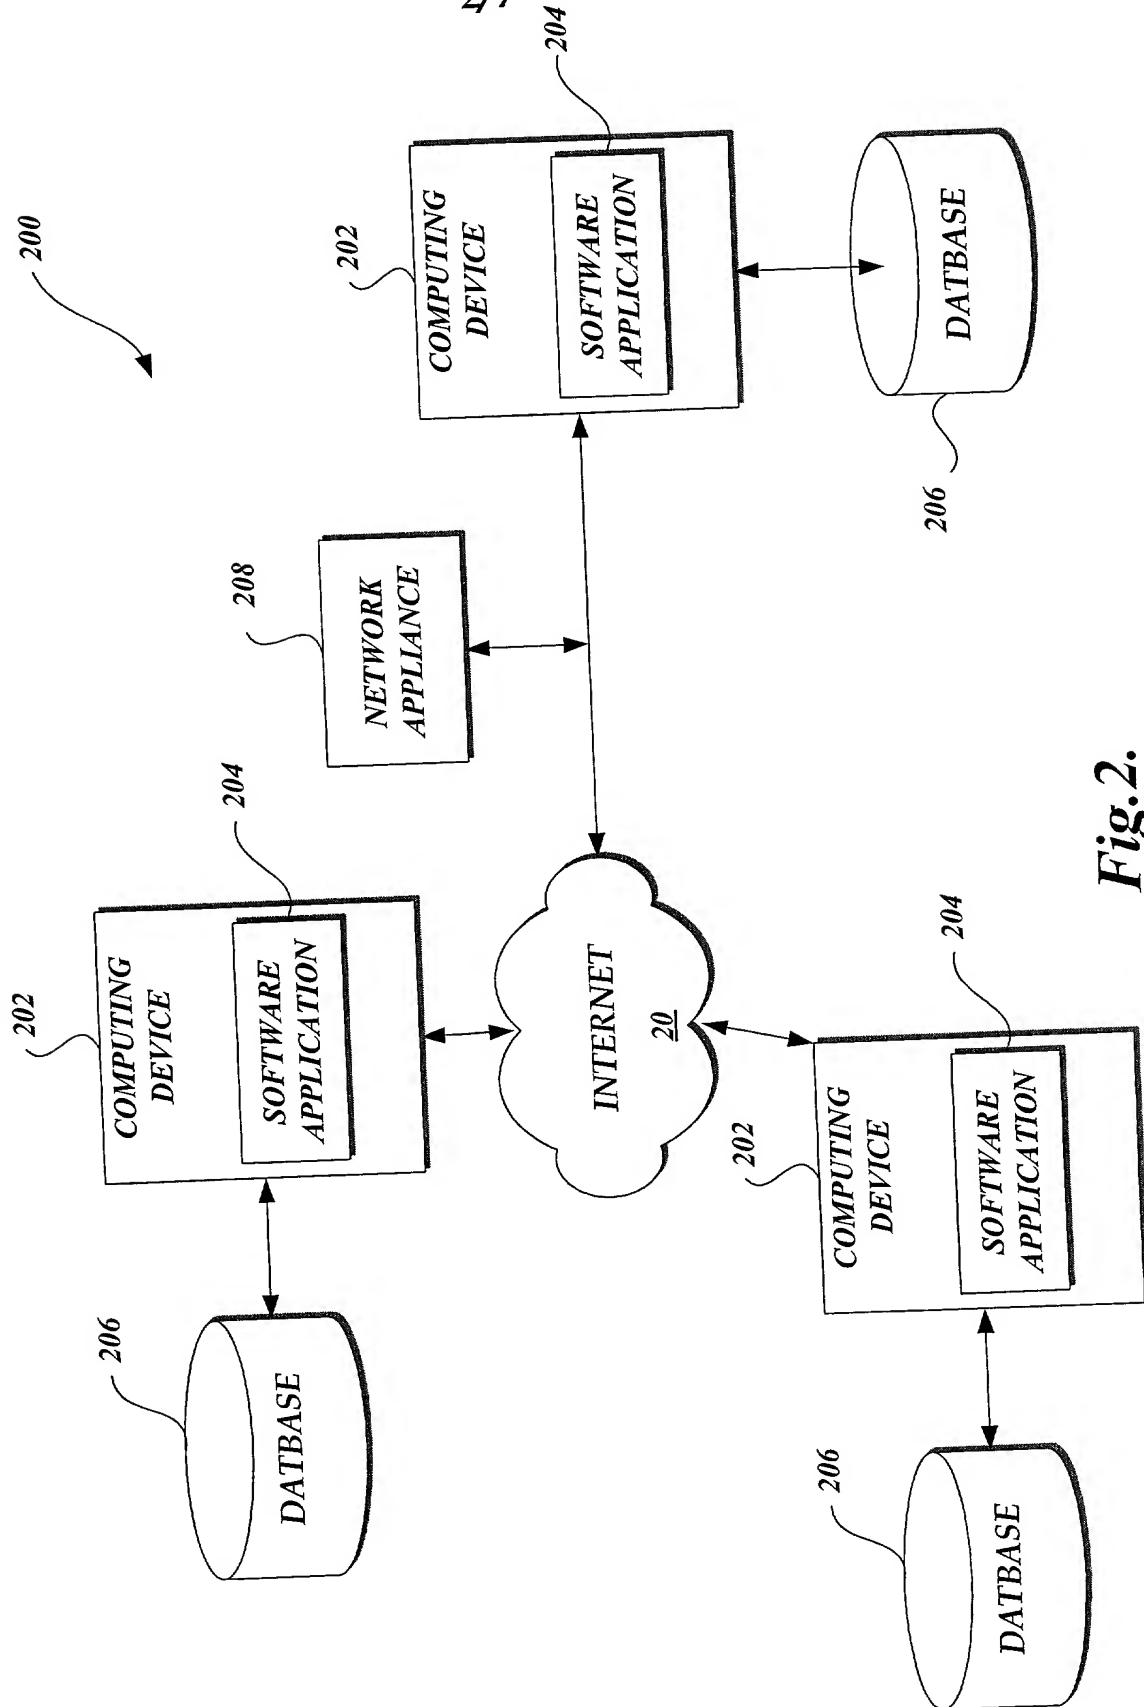 200
202
COMPUTING
DEVICE
204
SOFTWARE
APPLICATION
206
DATBASE
208
NETWORK
APPLIANCE
202
COMPUTING
DEVICE
204
SOFTWARE
APPLICATION
INTERNET
20
202
COMPUTING
DEVICE
204
SOFTWARE
APPLICATION
206
DATBASE
206
DATBASE
Fig.2.